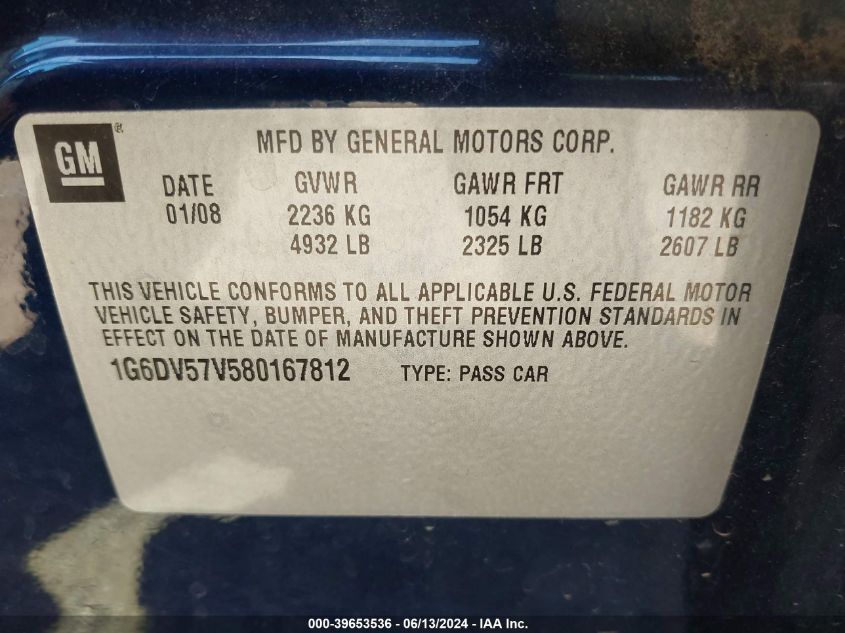 GM®
MFD BY GENERAL MOTORS CORP.
DATE GVWR GAWR FRT GAWR RR
01/08 2236 KG 1054 KG 1182 KG
4932 LB 2325 LB 2607 LB
THIS VEHICLE CONFORMS TO ALL APPLICABLE U.S. FEDERAL MOTOR
VEHICLE SAFETY, BUMPER, AND THEFT PREVENTION STANDARDS IN
EFFECT ON THE DATE OF MANUFACTURE SHOWN ABOVE.
1G6DV57V580167812 TYPE: PASS CAR
000-39653536 - 06/13/2024 - IAA Inc.